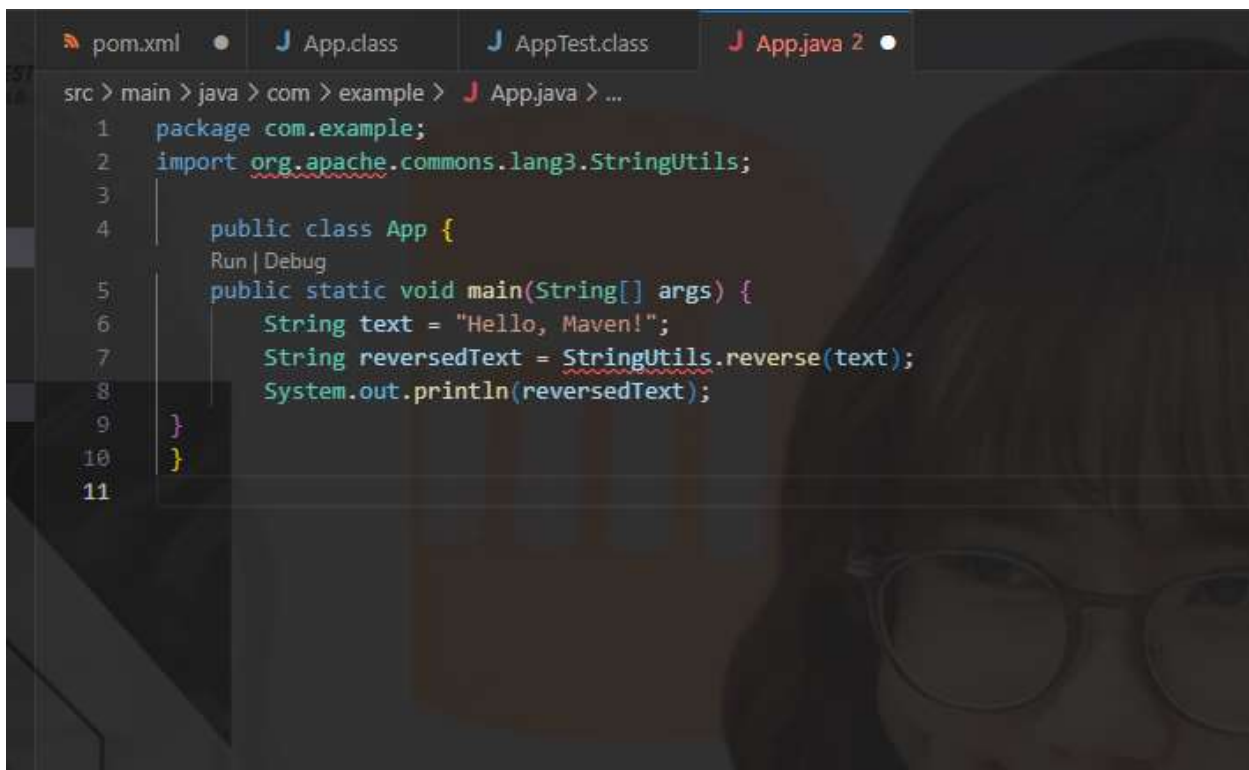 pom.xml
App.class
AppTest.class
App.java 2
src > main > java > com > example > App.java > ...
1 package com.example;
2 import org.apache.commons.lang3.StringUtils;
3
4 public class App {
Run | Debug
5 public static void main(String[] args) {
6 String text = "Hello, Maven!";
7 String reversedText = StringUtils.reverse(text);
8 System.out.println(reversedText);
9 }
10 }
11